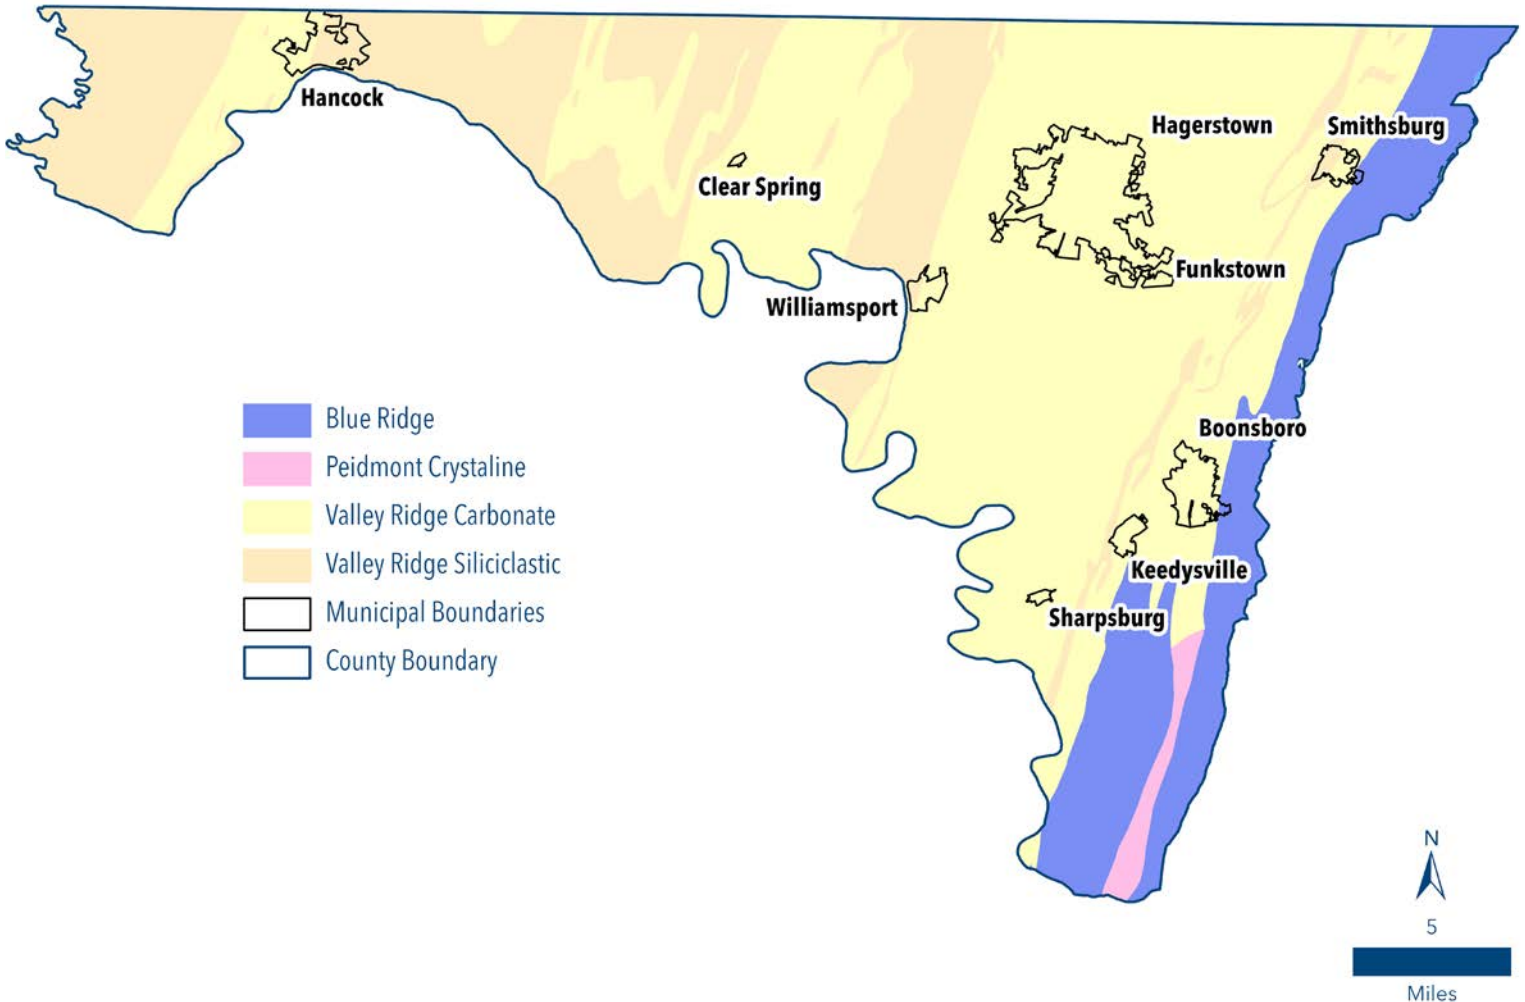 Hancock
Hagerstown
Smithsburg
Clear Spring
Funkstown
Williamsport
Blue Ridge
Peidmont Crystaline
Valley Ridge Carbonate
Valley Ridge Siliciclastic
Municipal Boundaries
County Boundary
Boonsboro
Keedysville
Sharpsburg
N
5
Miles